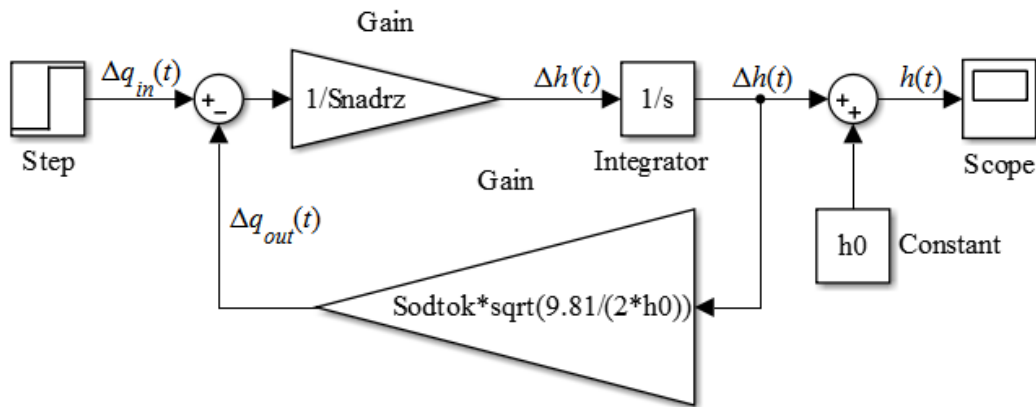 Gain
Δq_in(t)
Δh'(t)
Δh(t)
h(t)
+
−
1/Snadrz
1/s
+
+
Step
Integrator
Scope
Gain
Δq_out(t)
h0
Constant
Sodtok*sqrt(9.81/(2*h0))